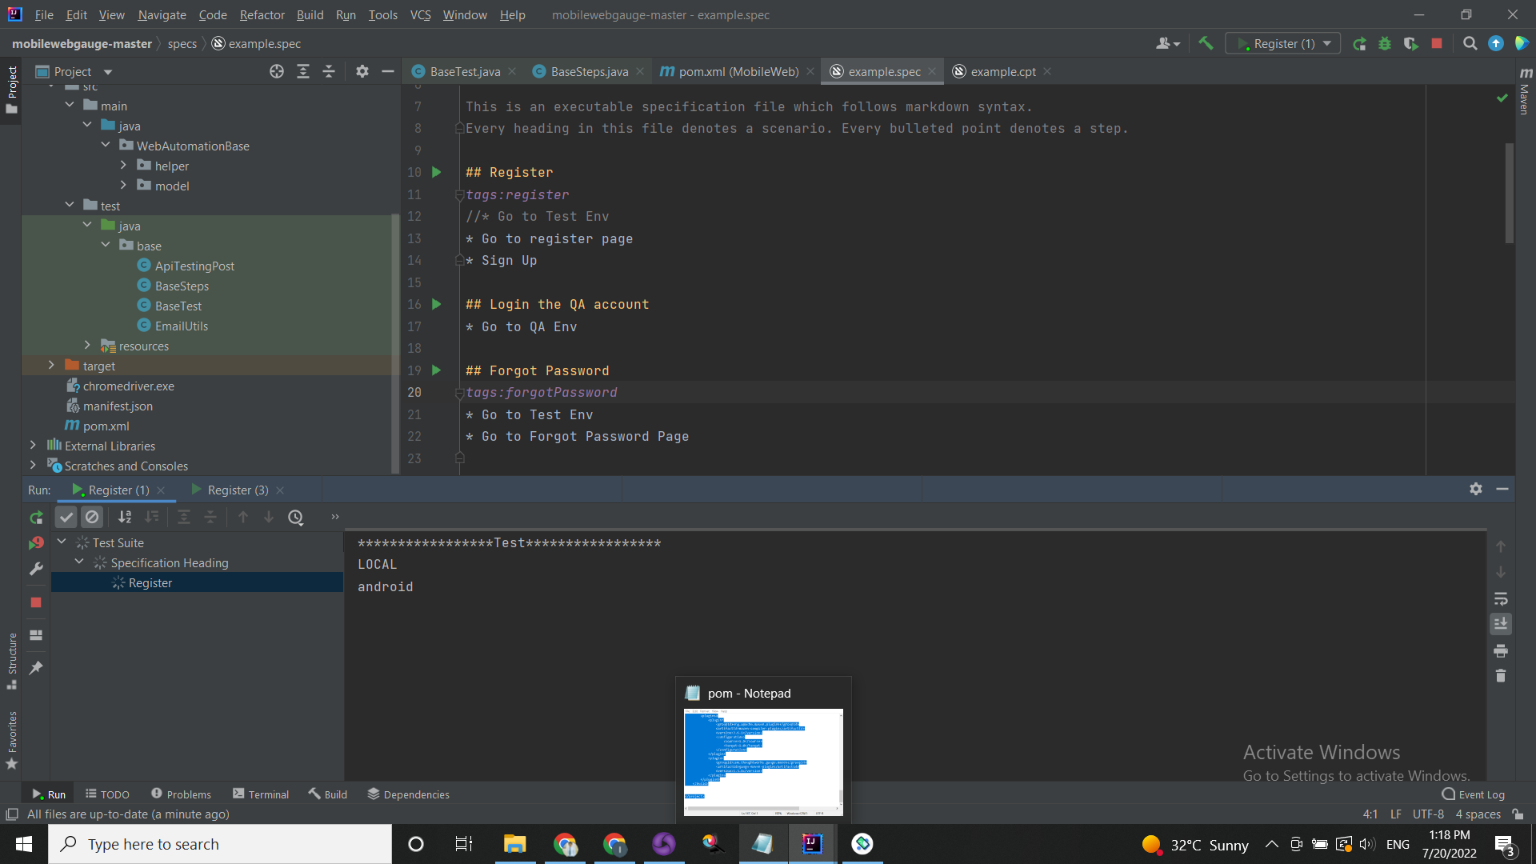 File Edit View Navigate Code Refactor Build Run Tools VCS Window Help mobilewebgauge-master - example.spec
mobilewebgauge-master specs example.spec
Register (1)
Project
BaseTest.java
BaseSteps.java
pom.xml (MobileWeb)
example.spec
example.cpt
Project
Maven
src
main
java
WebAutomationBase
helper
model
test
java
base
ApiTestingPost
BaseSteps
BaseTest
EmailUtils
resources
target
chromedriver.exe
manifest.json
pom.xml
External Libraries
Scratches and Consoles
6
7 This is an executable specification file which follows markdown syntax.
8 Every heading in this file denotes a scenario. Every bulleted point denotes a step.
9
10 ## Register
11 tags:register
12 //* Go to Test Env
13 * Go to register page
14 * Sign Up
15
16 ## Login the QA account
17 * Go to QA Env
18
19 ## Forgot Password
20 tags:forgotPassword
21 * Go to Test Env
22 * Go to Forgot Password Page
23
Run: Register (1) Register (3)
Test Suite
Specification Heading
Register
*****************Test*****************
LOCAL
android
Structure
Favorites
pom - Notepad
Activate Windows
Go to Settings to activate Windows.
Run TODO Problems Terminal Build Dependencies Event Log
All files are up-to-date (a minute ago)
4:1 LF UTF-8 4 spaces
Type here to search
32°C Sunny
ENG
1:18 PM
7/20/2022
3